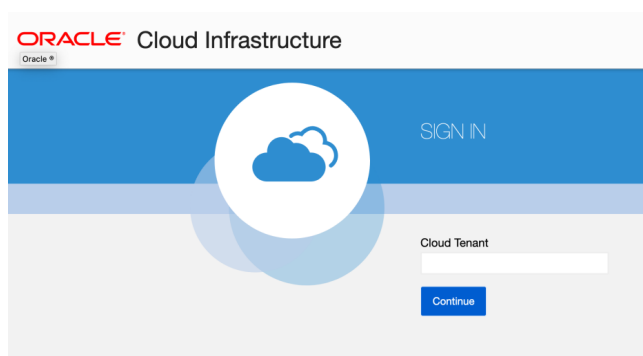 ORACLE® Cloud Infrastructure
Oracle ®
SIGN IN
Cloud Tenant
Continue